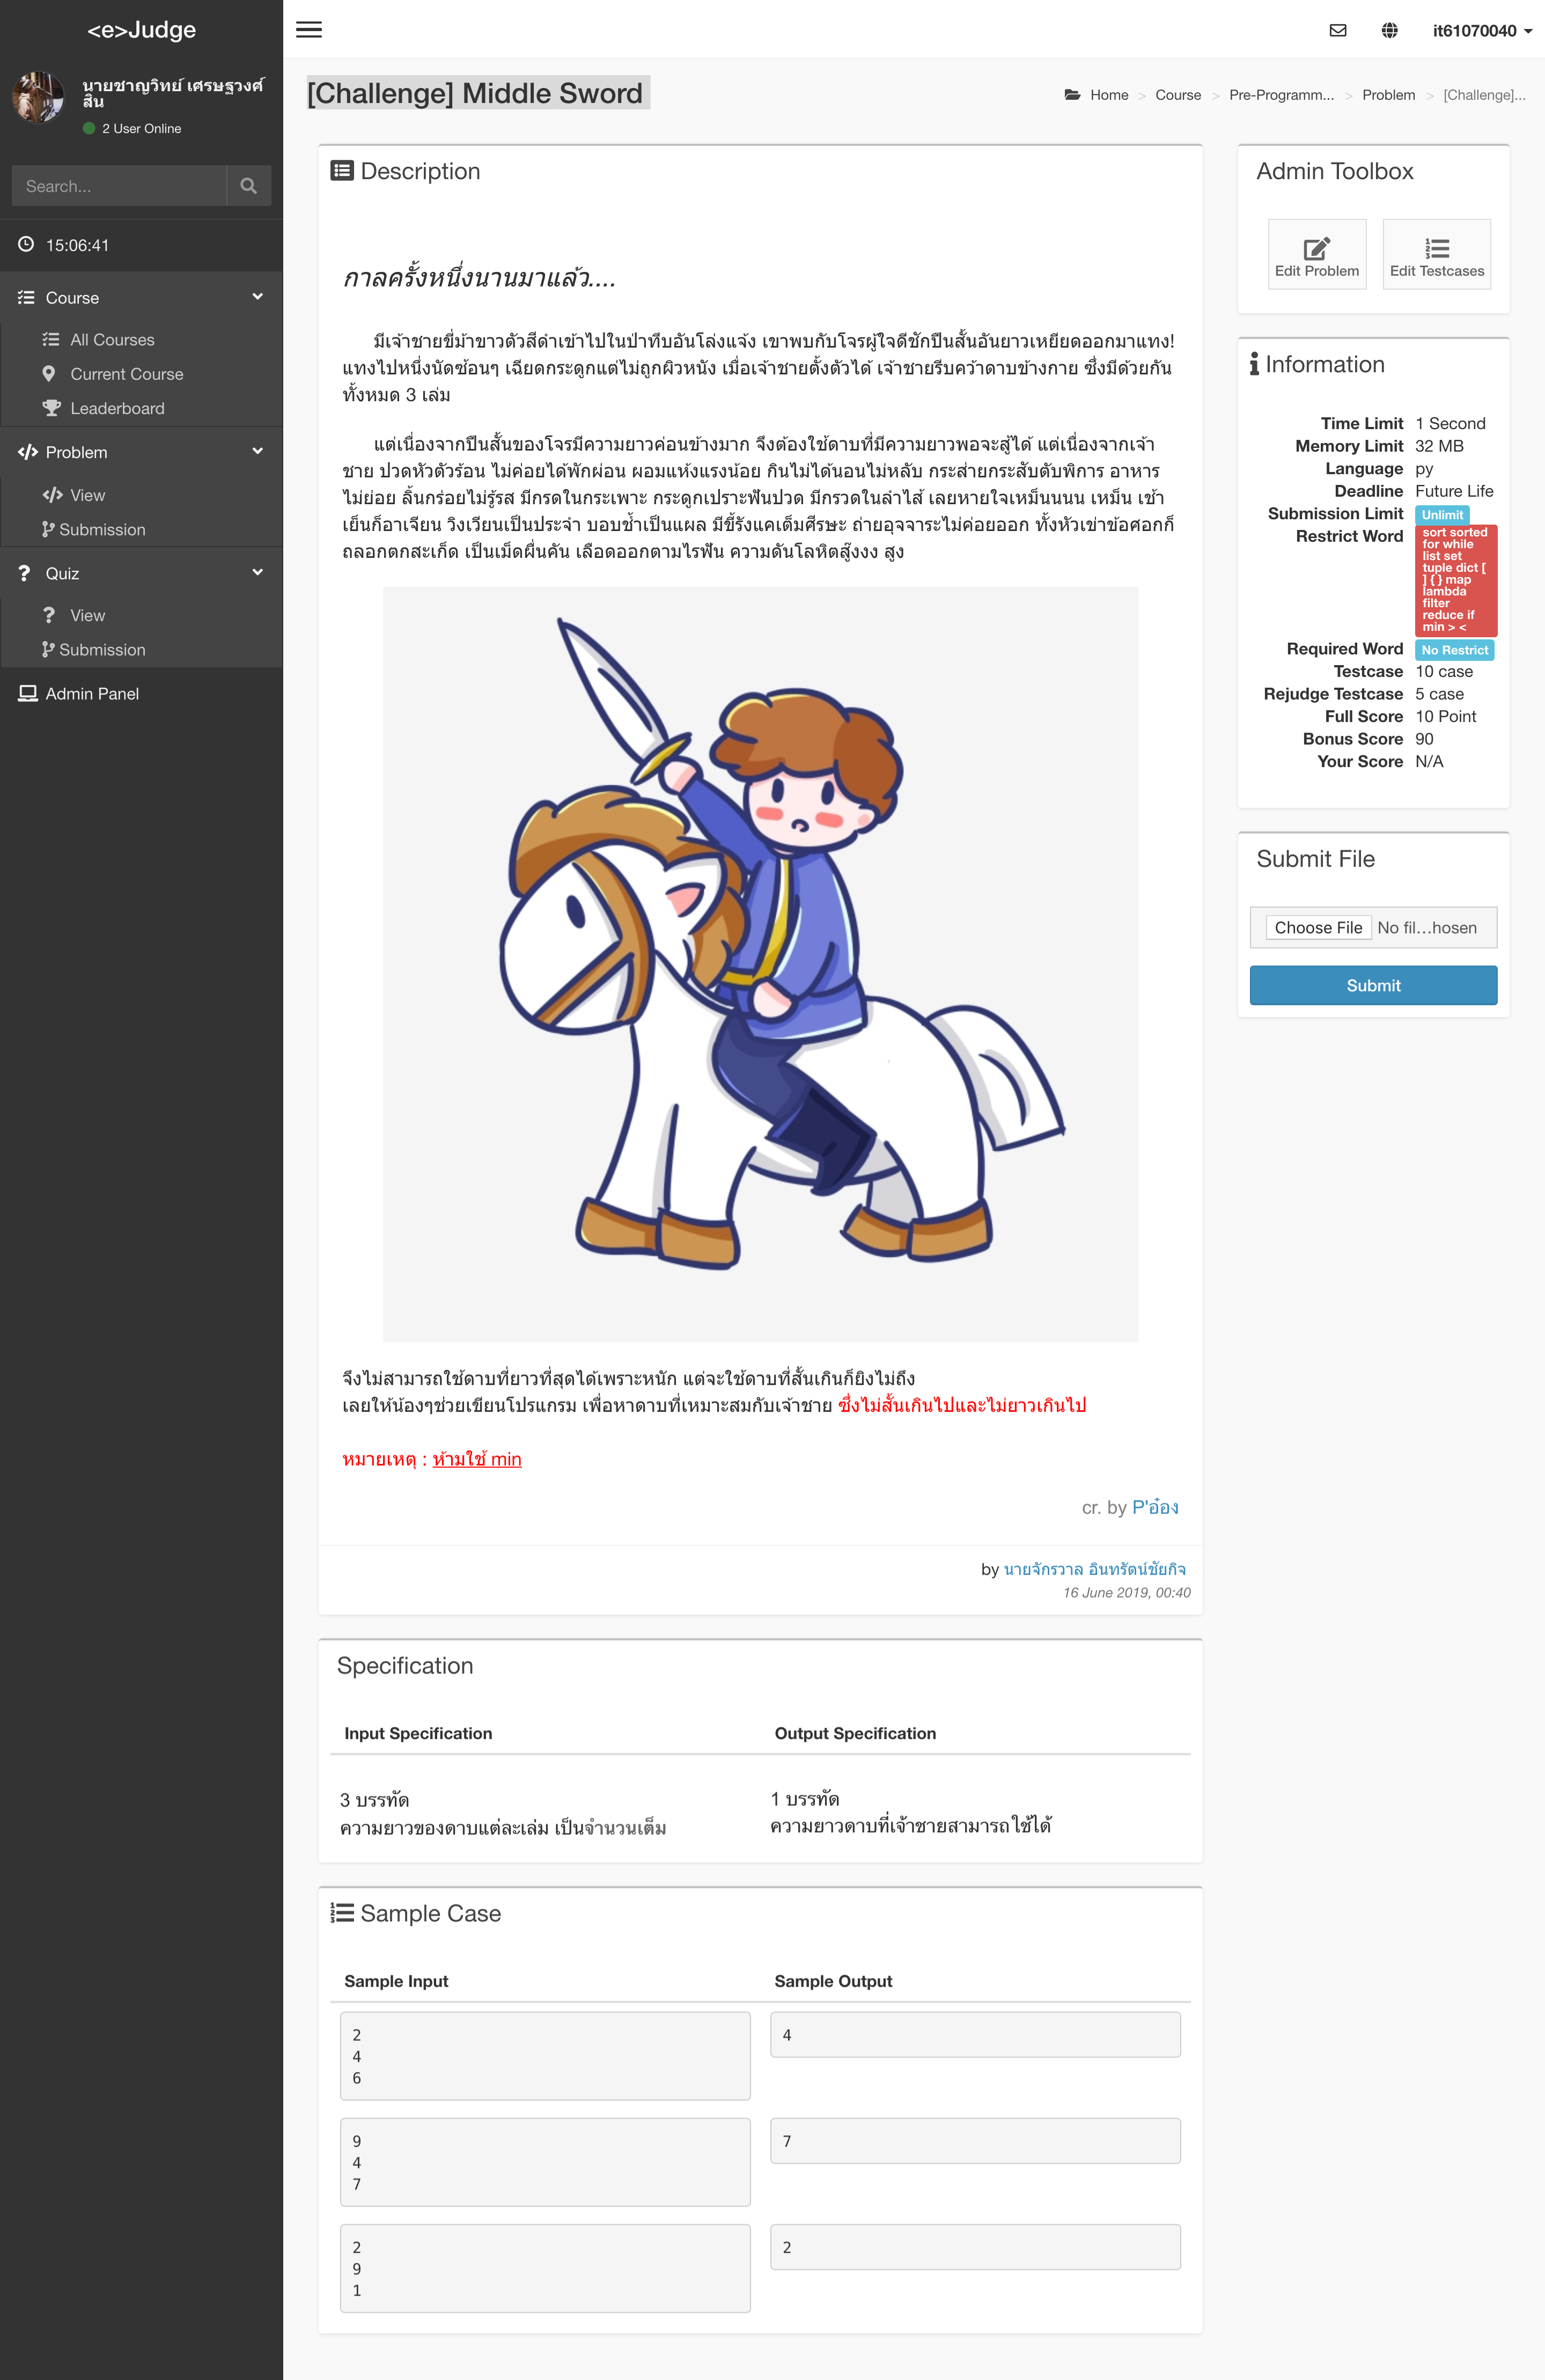 <e>Judge
it61070040
นายชาญวิทย์ เศรษฐวงศ์
สิน
2 User Online
Search...
15:06:41
Course
All Courses
Current Course
Leaderboard
Problem
View
Submission
Quiz
View
Submission
Admin Panel
[Challenge] Middle Sword
Home > Course > Pre-Programm... > Problem > [Challenge]...
Description
กาลครั้งหนึ่งนานมาแล้ว....
มีเจ้าชายขี่ม้าขาวตัวสีดำเข้าไปในป่าทึบอันโล่งแจ้ง เขาพบกับโจรผู้ใจดีชักปืนสั้นอันยาวเหยียดออกมาแทง!
แทงไปหนึ่งนัดซ้อนๆ เฉียดกระดูกแต่ไม่ถูกผิวหนัง เมื่อเจ้าชายตั้งตัวได้ เจ้าชายรีบคว้าดาบข้างกาย ซึ่งมีด้วยกัน
ทั้งหมด 3 เล่ม
แต่เนื่องจากปืนสั้นของโจรมีความยาวค่อนข้างมาก จึงต้องใช้ดาบที่มีความยาวพอจะสู้ได้ แต่เนื่องจากเจ้า
ชาย ปวดหัวตัวร้อน ไม่ค่อยได้พักผ่อน ผอมแห้งแรงน้อย กินไม่ได้นอนไม่หลับ กระส่ายกระสับตับพิการ อาหาร
ไม่ย่อย ลิ้นกร่อยไม่รู้รส มีกรดในกระเพาะ กระดูกเปราะฟันปวด มีกรวดในลำไส้ เลยหายใจเหม็นนนน เหม็น เช้า
เย็นก็อาเจียน วิงเวียนเป็นประจำ บอบช้ำเป็นแผล มีขี้รังแคเต็มศีรษะ ถ่ายอุจจาระไม่ค่อยออก ทั้งหัวเข่าข้อศอกก็
ถลอกตกสะเก็ด เป็นเม็ดผื่นคัน เลือดออกตามไรฟัน ความดันโลหิตสู๊งงง สูง
จึงไม่สามารถใช้ดาบที่ยาวที่สุดได้เพราะหนัก แต่จะใช้ดาบที่สั้นเกินก็ยิงไม่ถึง
เลยให้น้องๆช่วยเขียนโปรแกรม เพื่อหาดาบที่เหมาะสมกับเจ้าชาย ซึ่งไม่สั้นเกินไปและไม่ยาวเกินไป
หมายเหตุ : ห้ามใช้ min
cr. by P'อ๋อง
by นายจักรวาล อินทรัตน์ชัยกิจ
16 June 2019, 00:40
Specification
Input Specification
Output Specification
3 บรรทัด
ความยาวของดาบแต่ละเล่ม เป็นจำนวนเต็ม
1 บรรทัด
ความยาวดาบที่เจ้าชายสามารถใช้ได้
Sample Case
Sample Input
Sample Output
2
4
6
4
9
4
7
7
2
9
1
2
Admin Toolbox
Edit Problem
Edit Testcases
Information
Time Limit 1 Second
Memory Limit 32 MB
Language py
Deadline Future Life
Submission Limit Unlimit
Restrict Word sort sorted
for while
list set
tuple dict [
] { } map
lambda
filter
reduce if
min > <
Required Word No Restrict
Testcase 10 case
Rejudge Testcase 5 case
Full Score 10 Point
Bonus Score 90
Your Score N/A
Submit File
Choose File No fil...hosen
Submit